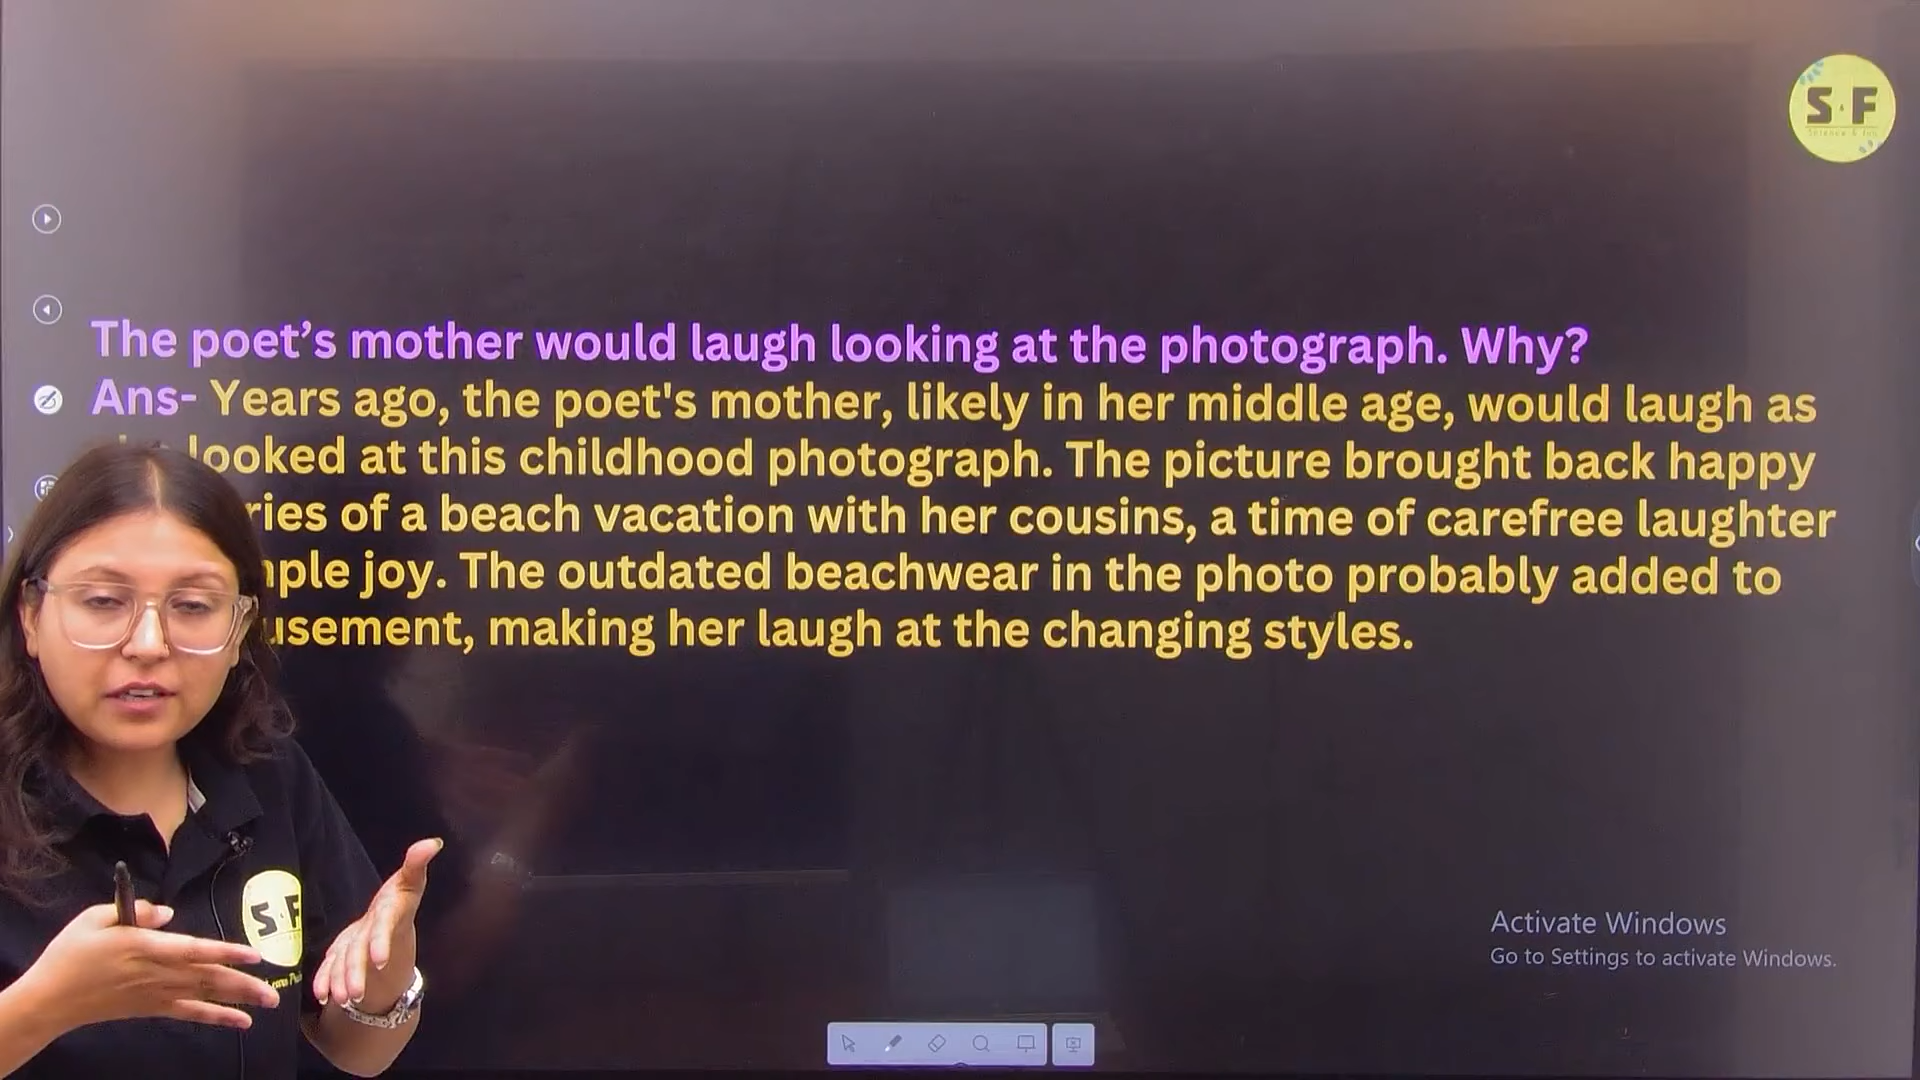 S F
The poet’s mother would laugh looking at the photograph. Why?
Ans- Years ago, the poet's mother, likely in her middle age, would laugh as
looked at this childhood photograph. The picture brought back happy
of a beach vacation with her cousins, a time of carefree laughter
joy. The outdated beachwear in the photo probably added to
making her laugh at the changing styles.
S F
Activate Windows
Go to Settings to activate Windows.